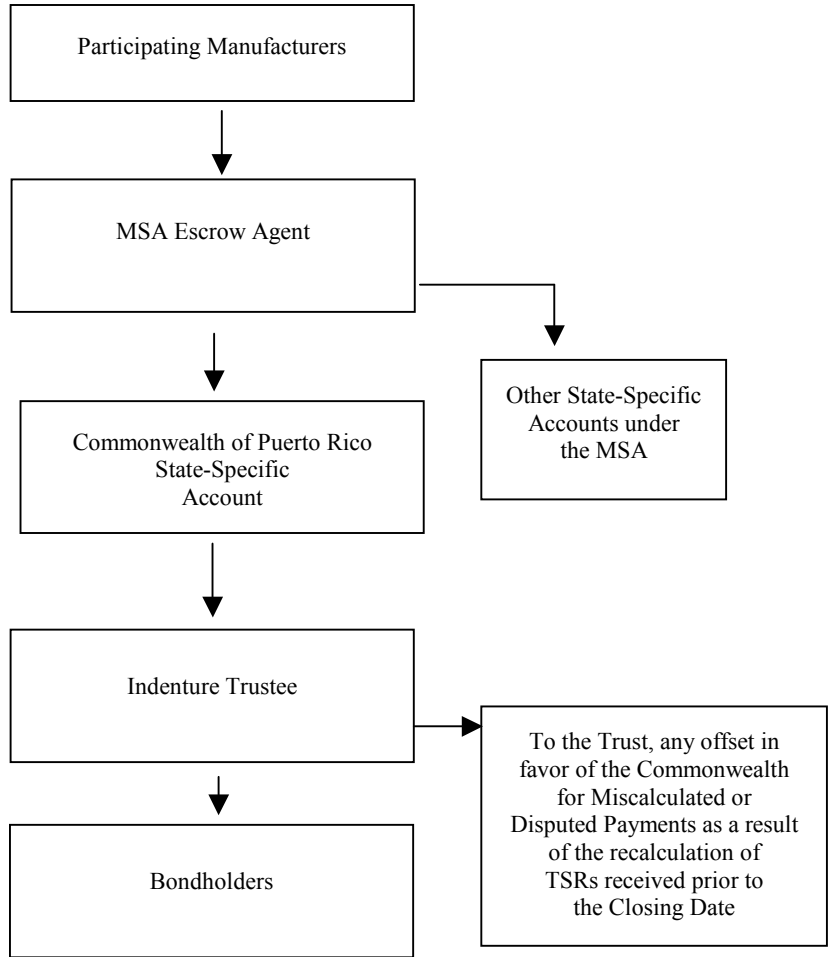 Participating Manufacturers
MSA Escrow Agent
Other State-Specific
Accounts under
the MSA
Commonwealth of Puerto Rico
State-Specific
Account
Indenture Trustee
To the Trust, any offset in
favor of the Commonwealth
for Miscalculated or
Disputed Payments as a result
of the recalculation of
TSRs received prior to
the Closing Date
Bondholders